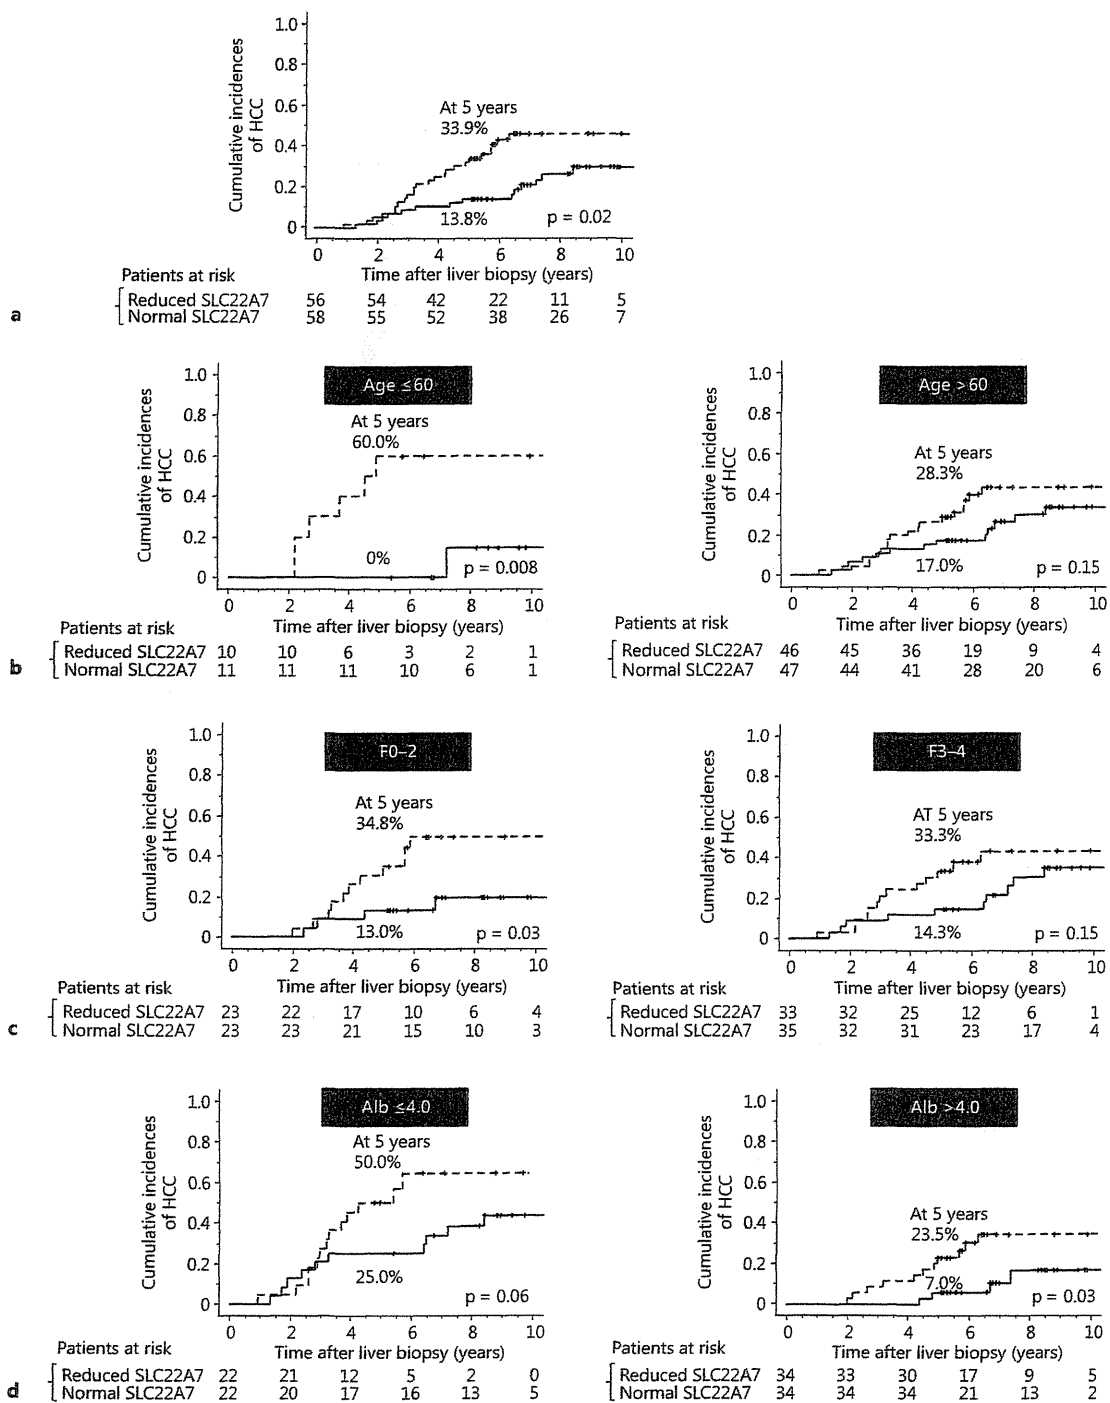 1.0
0.8
0.6
0.4
0.2
0
Cumulative incidences
of HCC
At 5 years
33.9%
13.8%
p = 0.02
0 2 4 6 8 10
Time after liver biopsy (years)
Patients at risk
Reduced SLC22A7 56 54 42 22 11 5
Normal SLC22A7 58 55 52 38 26 7
a
1.0
0.8
0.6
0.4
0.2
0
Cumulative incidences
of HCC
Age ≤60
At 5 years
60.0%
0%
p = 0.008
0 2 4 6 8 10
Time after liver biopsy (years)
Patients at risk
Reduced SLC22A7 10 10 6 3 2 1
Normal SLC22A7 11 11 11 10 6 1
b
1.0
0.8
0.6
0.4
0.2
0
Cumulative incidences
of HCC
Age >60
At 5 years
28.3%
17.0%
p = 0.15
0 2 4 6 8 10
Time after liver biopsy (years)
Patients at risk
Reduced SLC22A7 46 45 36 19 9 4
Normal SLC22A7 47 44 41 28 20 6
1.0
0.8
0.6
0.4
0.2
0
Cumulative incidences
of HCC
F0–2
At 5 years
34.8%
13.0%
p = 0.03
0 2 4 6 8 10
Time after liver biopsy (years)
Patients at risk
Reduced SLC22A7 23 22 17 10 6 4
Normal SLC22A7 23 23 21 15 10 3
c
1.0
0.8
0.6
0.4
0.2
0
Cumulative incidences
of HCC
F3–4
AT 5 years
33.3%
14.3%
p = 0.15
0 2 4 6 8 10
Time after liver biopsy (years)
Patients at risk
Reduced SLC22A7 33 32 25 12 6 1
Normal SLC22A7 35 32 31 23 17 4
1.0
0.8
0.6
0.4
0.2
0
Cumulative incidences
of HCC
Alb ≤4.0
At 5 years
50.0%
25.0%
p = 0.06
0 2 4 6 8 10
Time after liver biopsy (years)
Patients at risk
Reduced SLC22A7 22 21 12 5 2 0
Normal SLC22A7 22 20 17 16 13 5
d
1.0
0.8
0.6
0.4
0.2
0
Cumulative incidences
of HCC
Alb >4.0
At 5 years
23.5%
7.0%
p = 0.03
0 2 4 6 8 10
Time after liver biopsy (years)
Patients at risk
Reduced SLC22A7 34 33 30 17 9 5
Normal SLC22A7 34 34 34 21 13 2